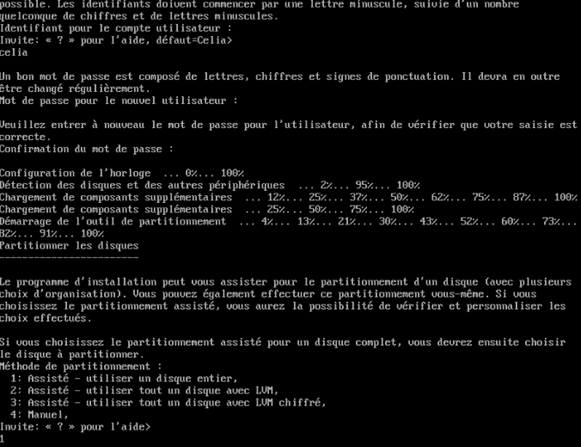 possible. Les identifiants doivent commencer par une lettre minuscule, suivie d'un nombre
quelconque de chiffres et de lettres minuscules.
Identifiant pour le compte utilisateur :
Invite: « ? » pour l'aide, défaut=Celia>
celia
Un bon mot de passe est composé de lettres, chiffres et signes de ponctuation. Il devra en outre
être changé régulièrement.
Mot de passe pour le nouvel utilisateur :
Veuillez entrer à nouveau le mot de passe pour l'utilisateur, afin de vérifier que votre saisie est
correcte.
Confirmation du mot de passe :
Configuration de l'horloge ... 0%... 100%
Détection des disques et des autres périphériques ... 2%... 95%... 100%
Chargement de composants supplémentaires ... 12%... 25%... 37%... 50%... 62%... 75%... 87%... 100%
Chargement de composants supplémentaires ... 25%... 50%... 75%... 100%
Démarrage de l'outil de partitionnement ... 4%... 13%... 21%... 30%... 43%... 52%... 60%... 73%...
82%... 91%... 100%
Partitionner les disques
------------------------
Le programme d'installation peut vous assister pour le partitionnement d'un disque (avec plusieurs
choix d'organisation). Vous pouvez également effectuer ce partitionnement vous-même. Si vous
choisissez le partitionnement assisté, vous aurez la possibilité de vérifier et personnaliser les
choix effectués.
Si vous choisissez le partitionnement assisté pour un disque complet, vous devrez ensuite choisir
le disque à partitionner.
Méthode de partitionnement :
1: Assisté - utiliser un disque entier,
2: Assisté - utiliser tout un disque avec LVM,
3: Assisté - utiliser tout un disque avec LVM chiffré,
4: Manuel,
Invite: « ? » pour l'aide>
1